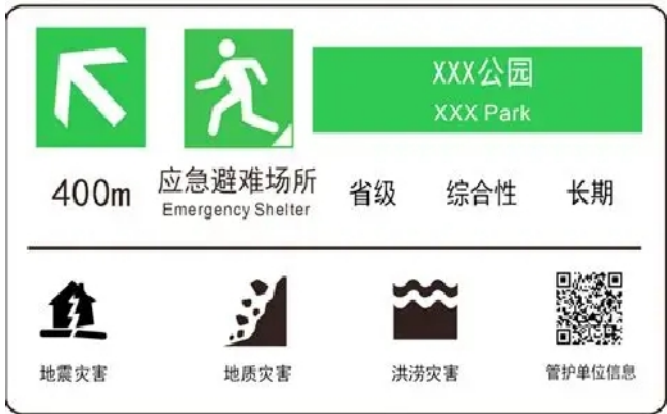 XXX公园
XXX Park
400m
应急避难场所
Emergency Shelter
省级 综合性 长期
地震灾害 地质灾害 洪涝灾害 管护单位信息